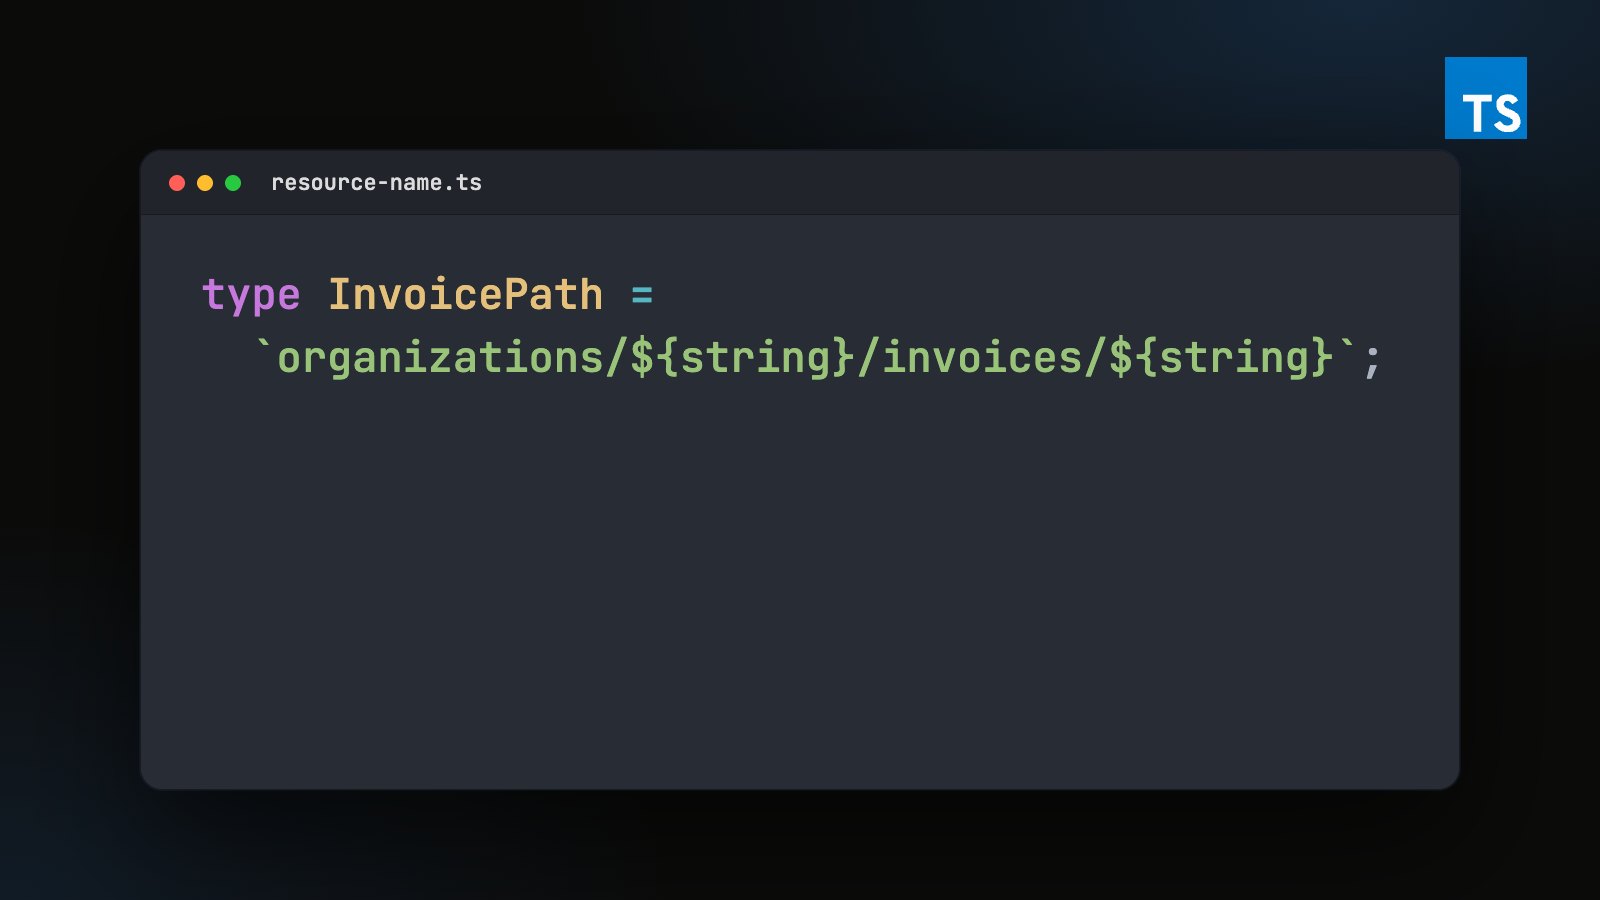 TS
resource-name.ts
type InvoicePath =
  `organizations/${string}/invoices/${string}`;